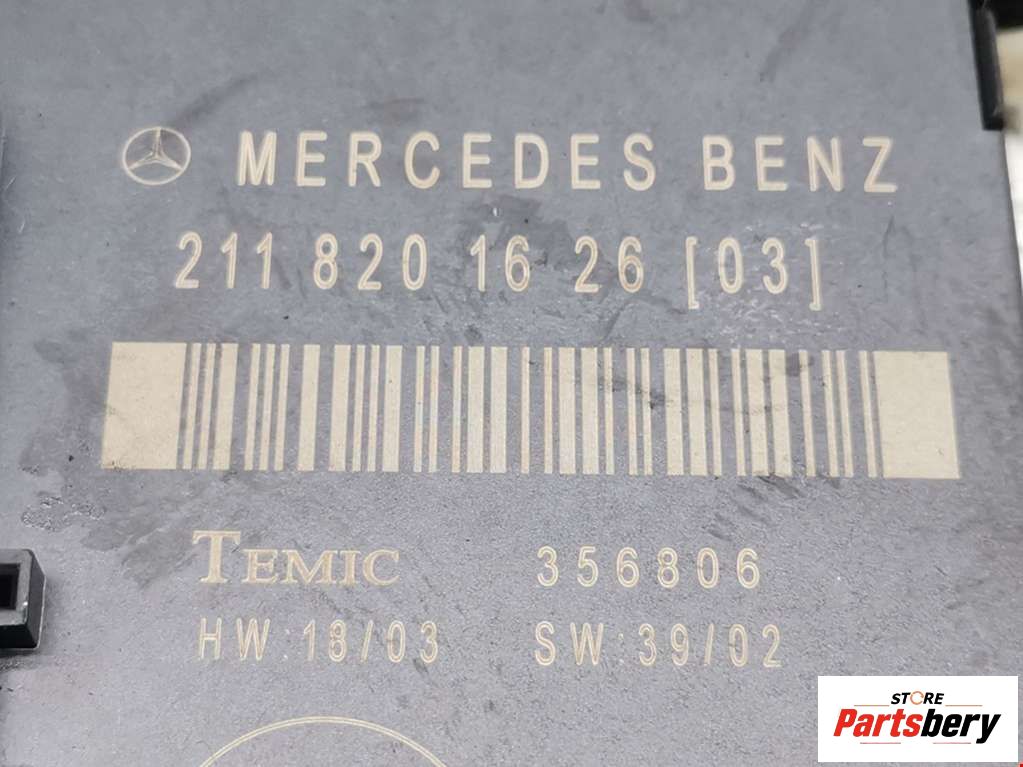 MERCEDES BENZ
211 820 16 26 [03]
TEMIC 356806
HW:18/03 SW:39/02
STORE
Partsbery